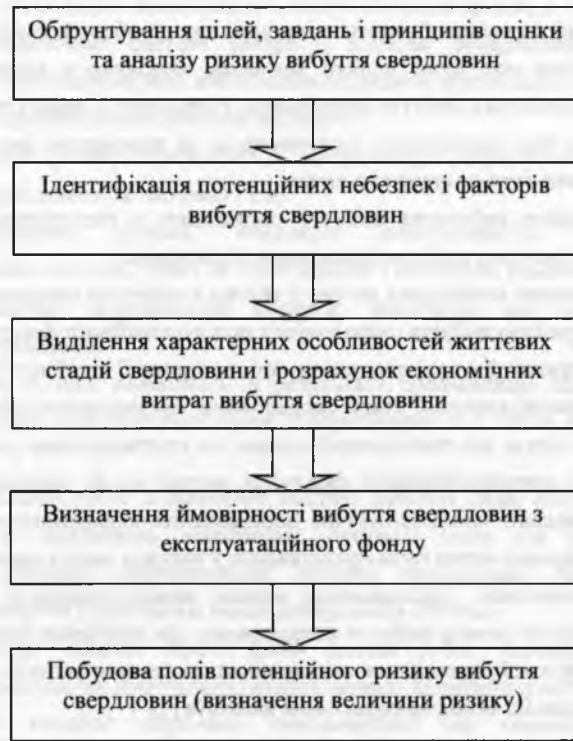 Обґрунтування цілей, завдань і принципів оцінки
та аналізу ризику вибуття свердловин
Ідентифікація потенційних небезпек і факторів
вибуття свердловин
Виділення характерних особливостей життєвих
стадій свердловини і розрахунок економічних
витрат вибуття свердловини
Визначення ймовірності вибуття свердловин з
експлуатаційного фонду
Побудова полів потенційного ризику вибуття
свердловин (визначення величини ризику)